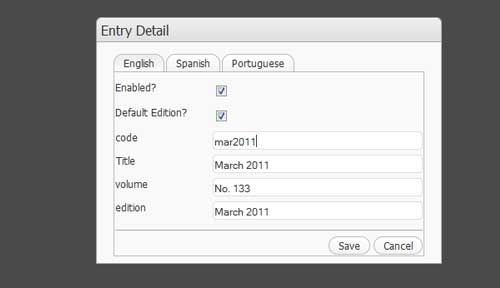 Entry Detail
English Spanish Portuguese
Enabled?
Default Edition?
code mar2011
Title March 2011
volume No. 133
edition March 2011
Save Cancel